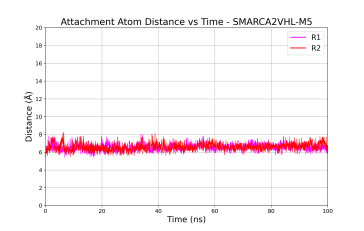 Attachment Atom Distance vs Time - SMARCA2VHL-M5
R1
R2
Distance (Å)
20
18
16
14
12
10
8
6
4
2
0
0 20 40 60 80 100
Time (ns)